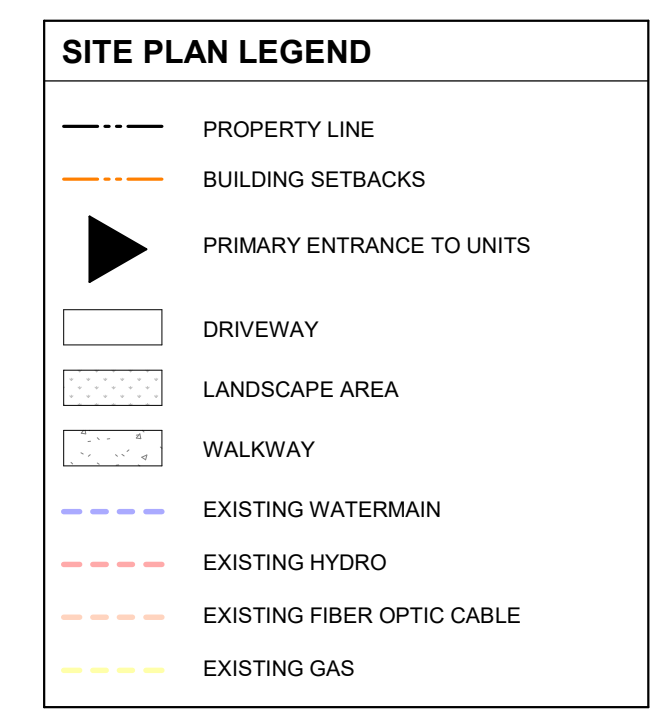 SITE PLAN LEGEND
PROPERTY LINE
BUILDING SETBACKS
PRIMARY ENTRANCE TO UNITS
DRIVEWAY
LANDSCAPE AREA
WALKWAY
EXISTING WATERMAIN
EXISTING HYDRO
EXISTING FIBER OPTIC CABLE
EXISTING GAS